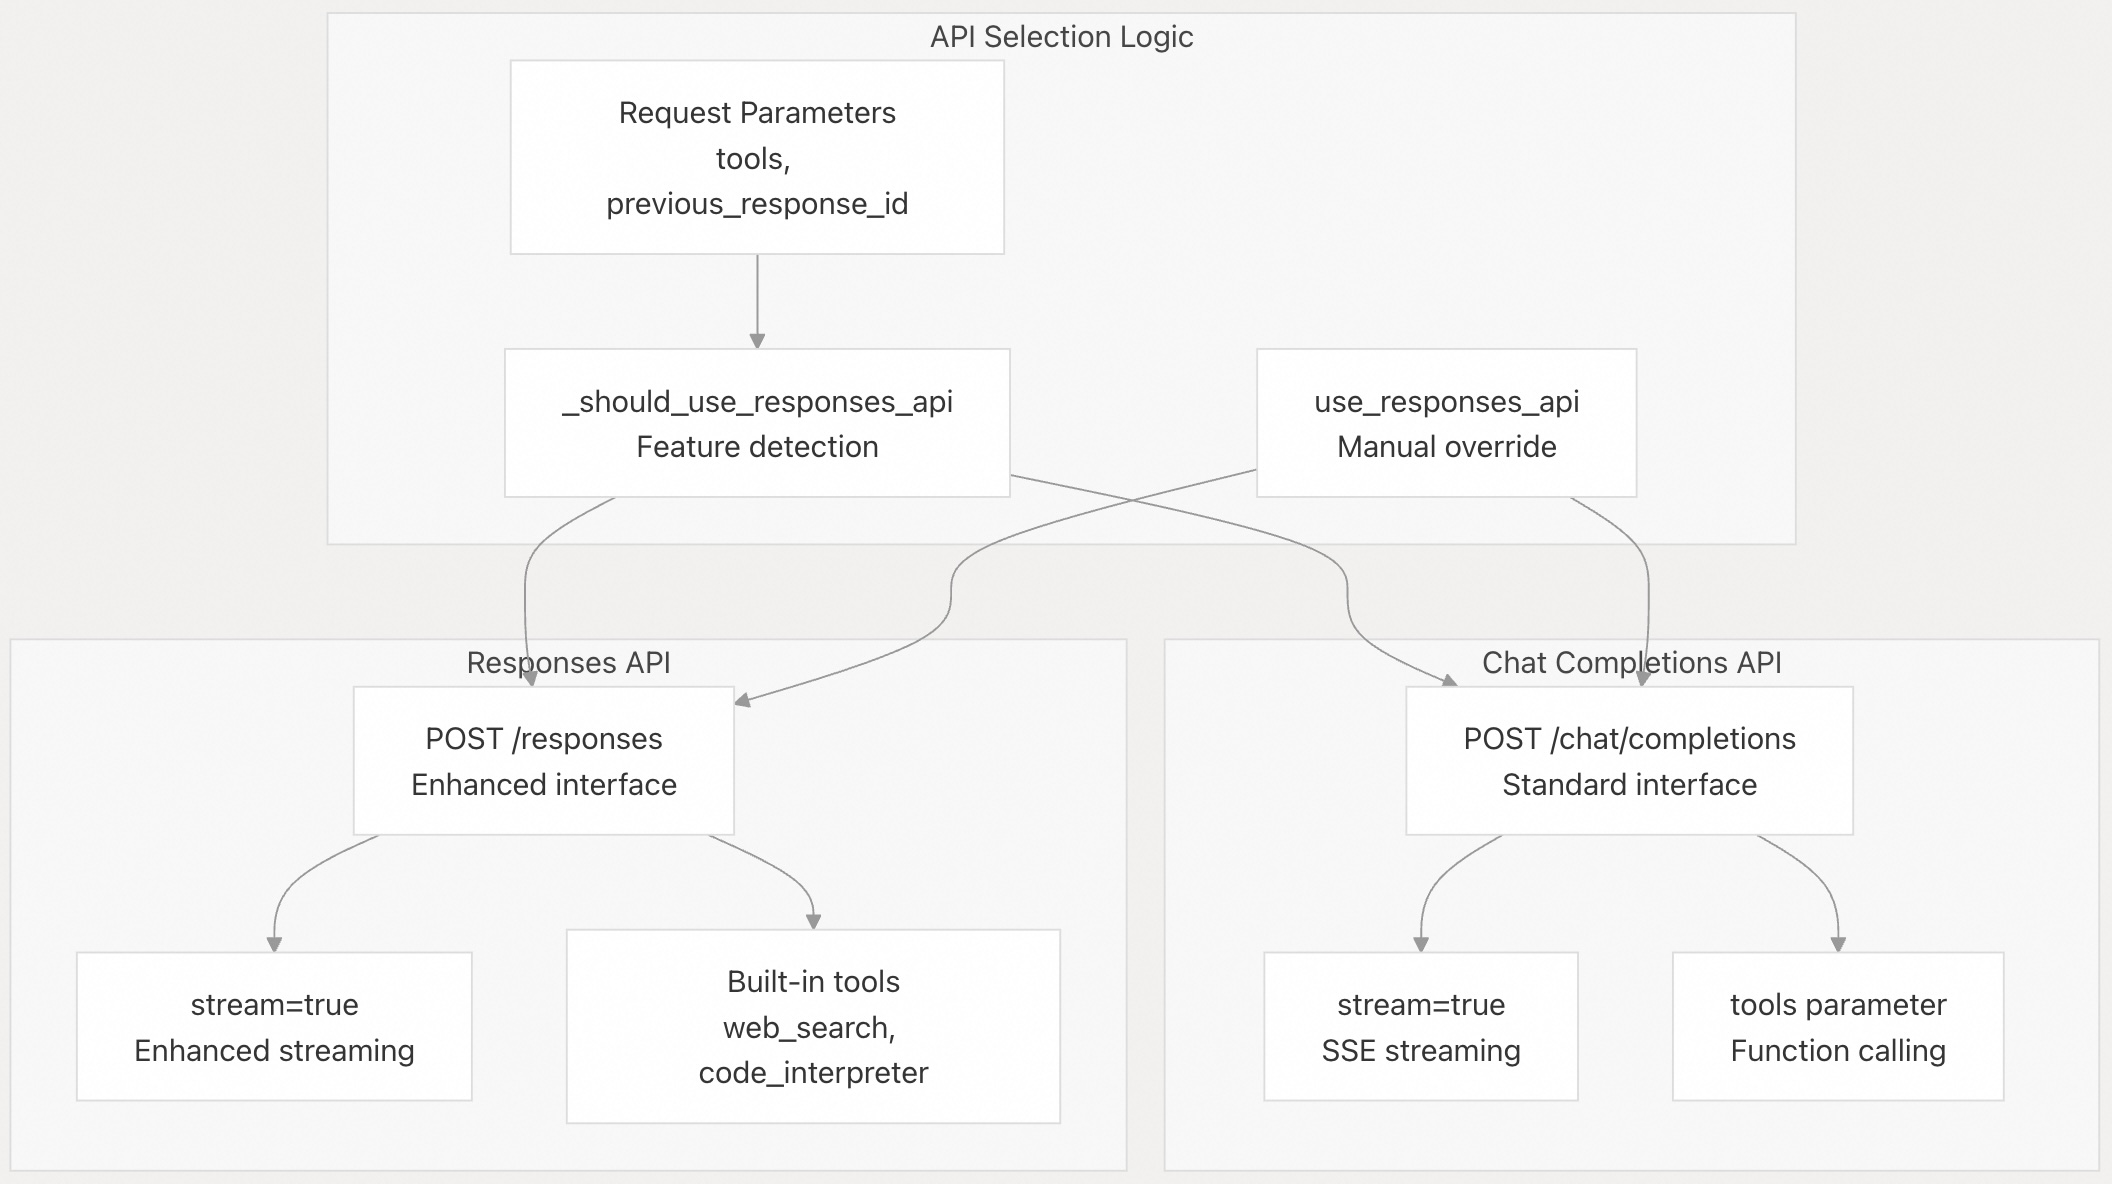 API Selection Logic
Request Parameters
tools,
previous_response_id
_should_use_responses_api
Feature detection
use_responses_api
Manual override
Responses API
POST /responses
Enhanced interface
stream=true
Enhanced streaming
Built-in tools
web_search,
code_interpreter
Chat Completions API
POST /chat/completions
Standard interface
stream=true
SSE streaming
tools parameter
Function calling